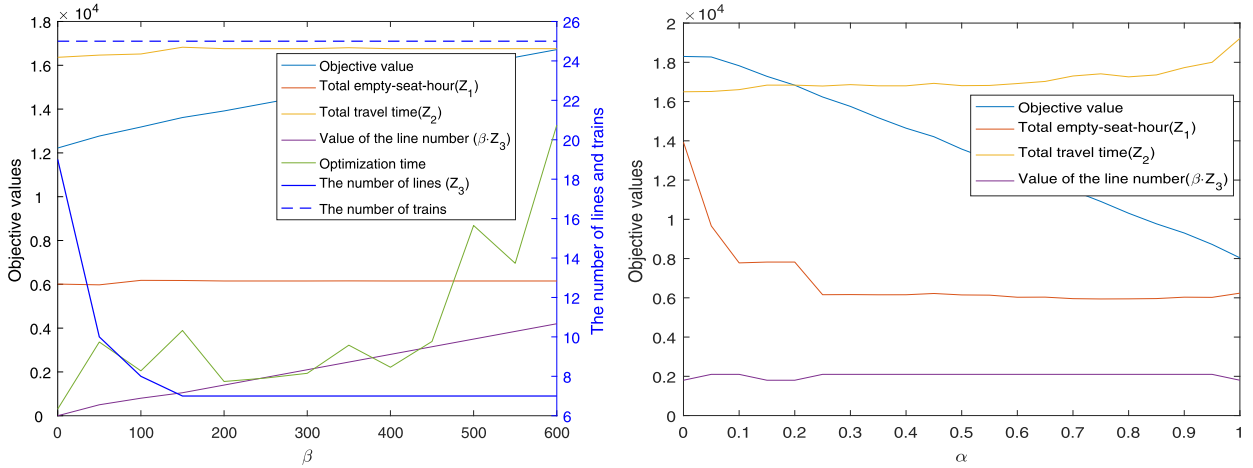 ×10⁴
1.8
1.6
1.4
1.2
1
0.8
0.6
0.4
0.2
0
Objective values
Objective value
Total empty-seat-hour(Z₁)
Total travel time(Z₂)
Value of the line number (β·Z₃)
Optimization time
The number of lines (Z₃)
The number of trains
26
24
22
20
18
16
14
12
10
8
6
The number of lines and trains
0 100 200 300 400 500 600
β
×10⁴
2
1.8
1.6
1.4
1.2
1
0.8
0.6
0.4
0.2
0
Objective values
Objective value
Total empty-seat-hour(Z₁)
Total travel time(Z₂)
Value of the line number(β·Z₃)
0 0.1 0.2 0.3 0.4 0.5 0.6 0.7 0.8 0.9 1
α